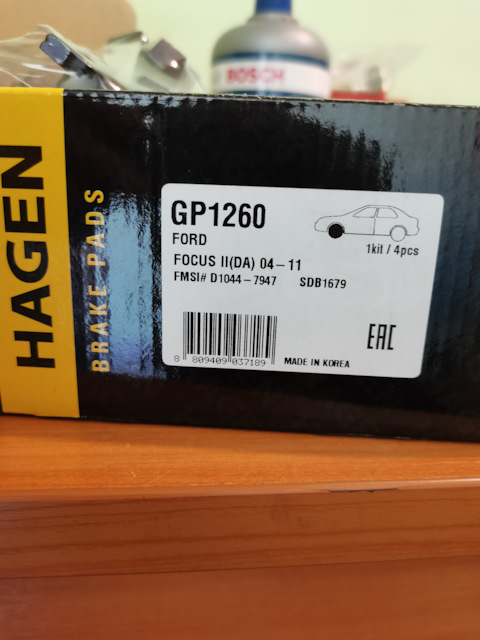 BOSCH
HAGEN
BRAKE PADS
GP1260
FORD
1kit / 4pcs
FOCUS II(DA) 04-11
FMSI# D1044-7947 SDB1679
EAC
8 809409 037189
MADE IN KOREA